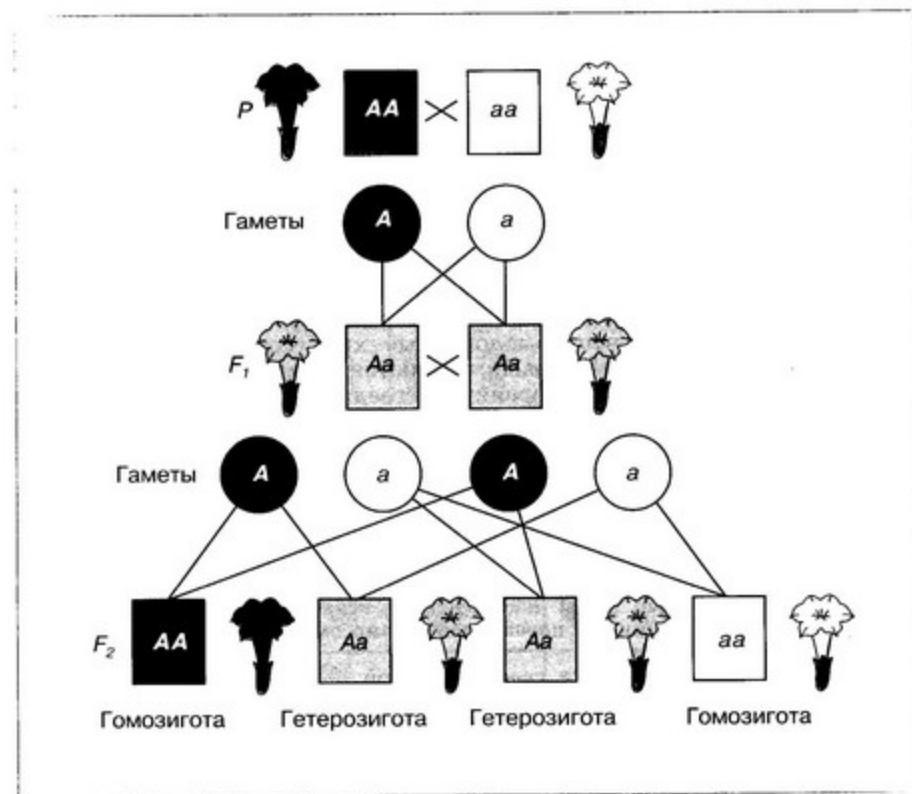 P AA × aa
Гаметы A a
F₁ Aa × Aa
Гаметы A a A a
F₂ AA Aa Aa aa
Гомозигота Гетерозигота Гетерозигота Гомозигота